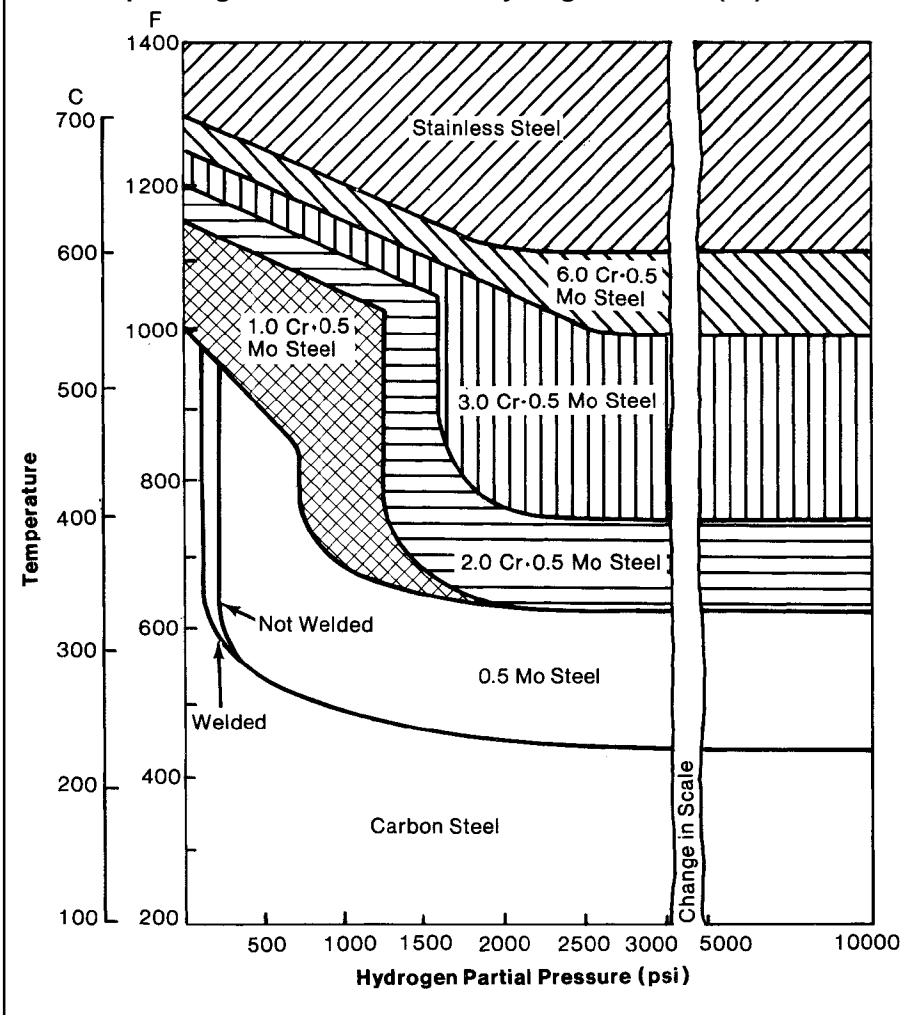 F
1400
C
700
Stainless Steel
1200
600
6.0 Cr·0.5
Mo Steel
1.0 Cr·0.5
Mo Steel
1000
500
3.0 Cr·0.5 Mo Steel
800
400
2.0 Cr·0.5 Mo Steel
Temperature
600
Not Welded
300
0.5 Mo Steel
Welded
400
200
Carbon Steel
Change in Scale
100
200
500 1000 1500 2000 2500 3000 5000 10000
Hydrogen Partial Pressure (psi)